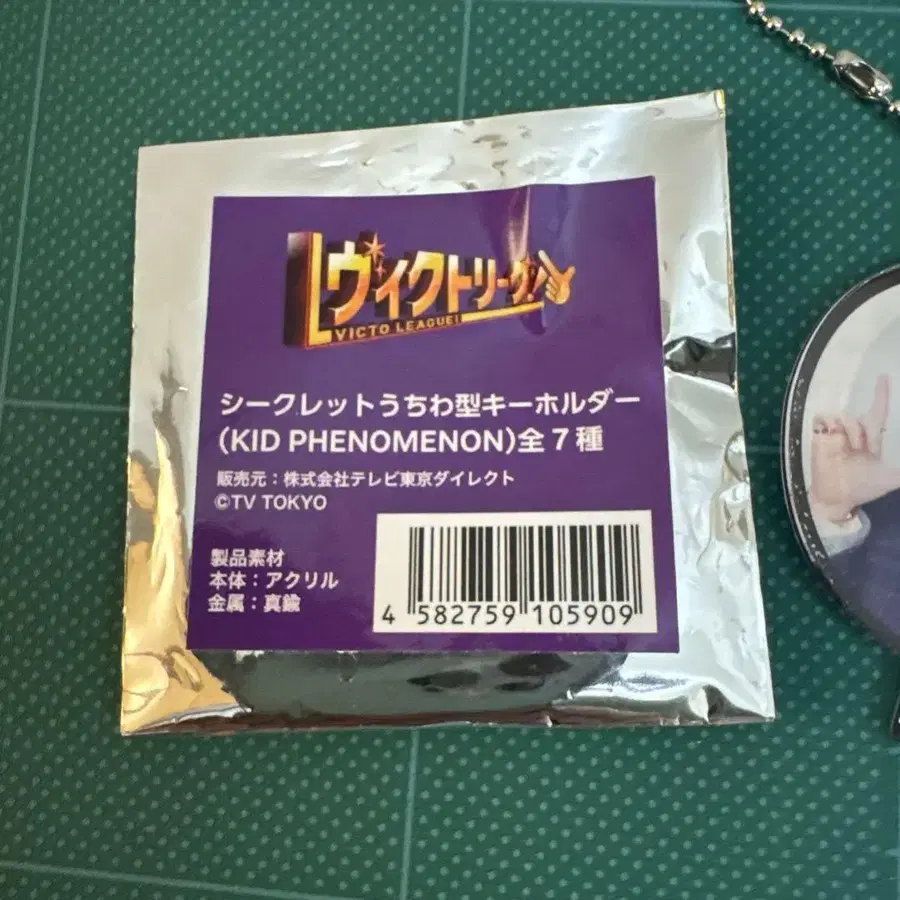 ヴィクトリーグ!
VICTO LEAGUE!
シークレットうちわ型キーホルダー
(KID PHENOMENON)全7種
販売元:株式会社テレビ東京ダイレクト
©TV TOKYO
製品素材
本体:アクリル
金属:真鍮
4 582759 105909